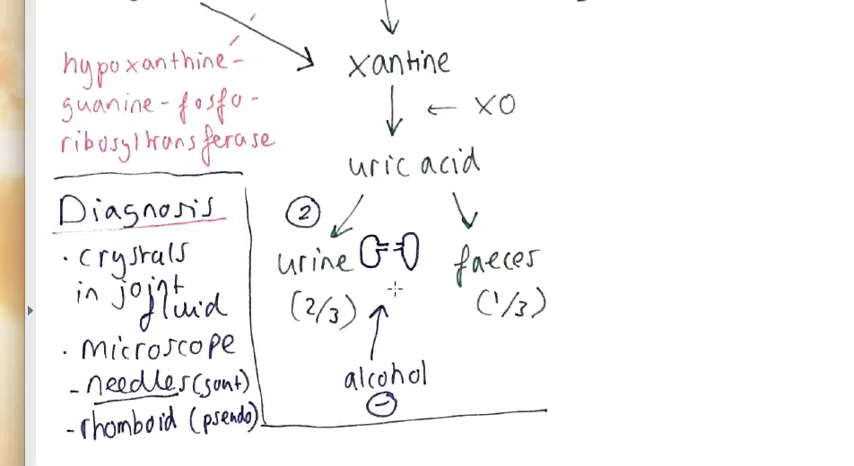 hypoxanthine-
guanine-fosfo-
ribosyltransferase
xantine
← XO
uric acid
Diagnosis
· crystals
in joint
fluid
· microscope
- needles (gout)
- rhomboid (pseudo)
②
urine
(2/3)
faeces
(1/3)
alcohol
⊖